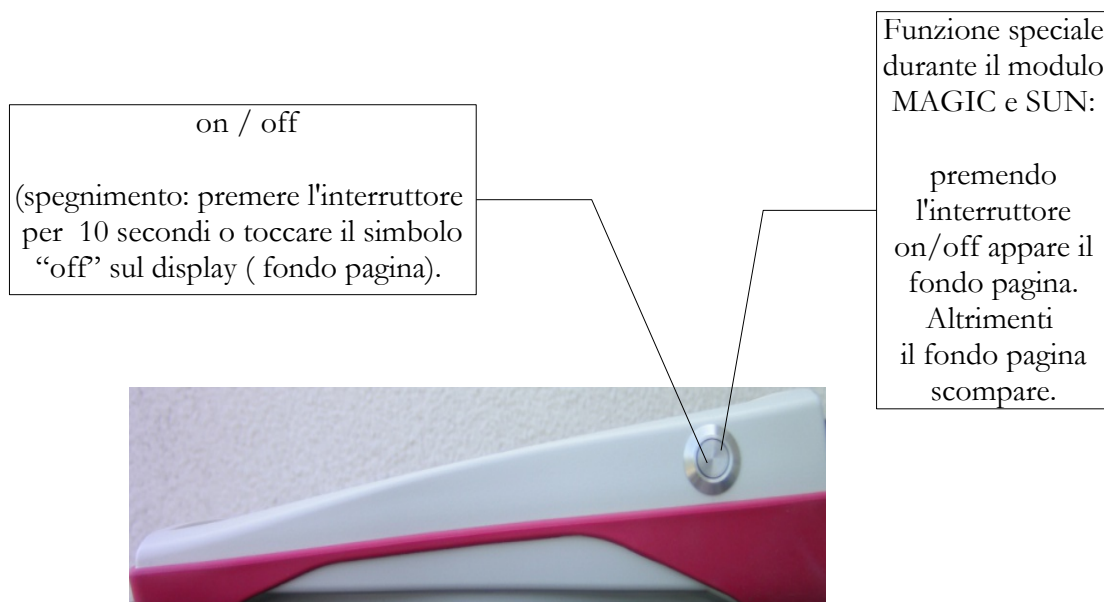 on / off
(spegnimento: premere l'interruttore
per 10 secondi o toccare il simbolo
“off” sul display ( fondo pagina).
Funzione speciale
durante il modulo
MAGIC e SUN:
premendo
l'interruttore
on/off appare il
fondo pagina.
Altrimenti
il fondo pagina
scompare.